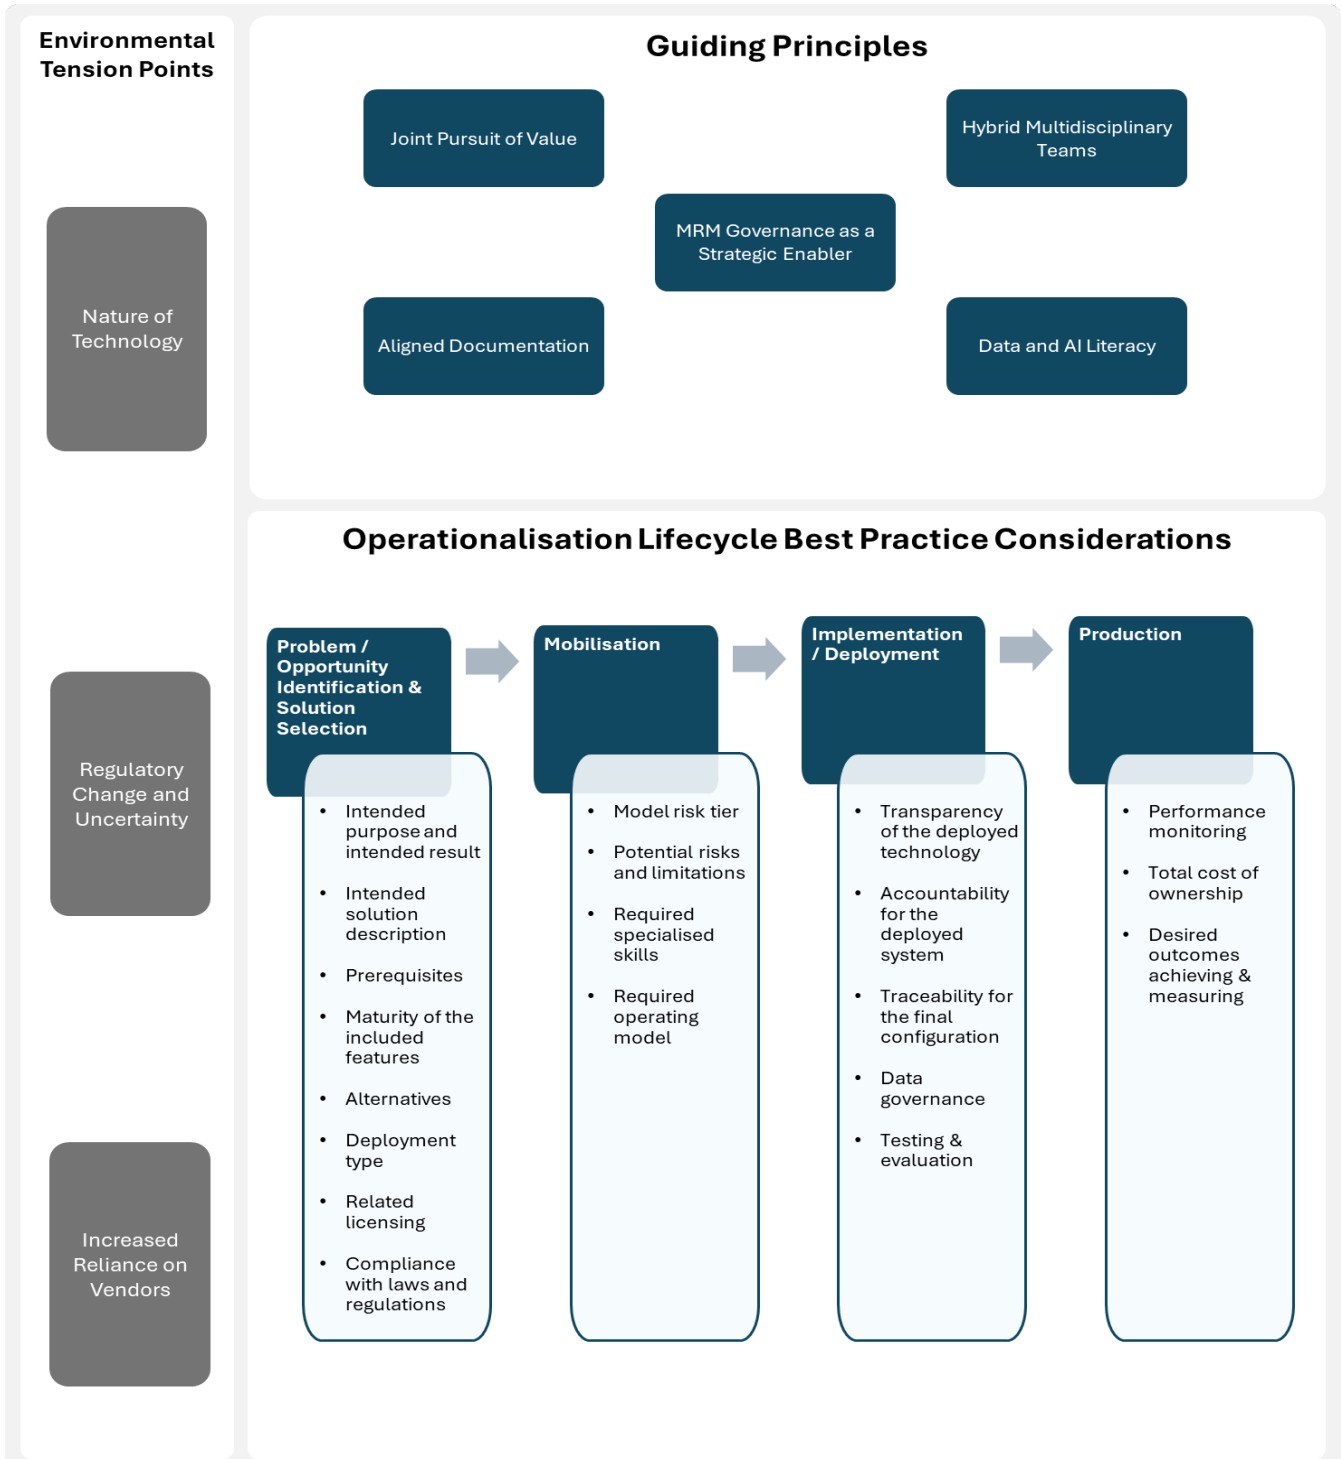 Environmental
Tension Points
Nature of
Technology
Regulatory
Change and
Uncertainty
Increased
Reliance on
Vendors
Guiding Principles
Joint Pursuit of Value
Hybrid Multidisciplinary
Teams
MRM Governance as a
Strategic Enabler
Aligned Documentation
Data and AI Literacy
Operationalisation Lifecycle Best Practice Considerations
Problem /
Opportunity
Identification &
Solution
Selection
• Intended
purpose and
intended result
• Intended
solution
description
• Prerequisites
• Maturity of the
included
features
• Alternatives
• Deployment
type
• Related
licensing
• Compliance
with laws and
regulations
Mobilisation
• Model risk tier
• Potential risks
and limitations
• Required
specialised
skills
• Required
operating
model
Implementation
/ Deployment
• Transparency
of the deployed
technology
• Accountability
for the
deployed
system
• Traceability for
the final
configuration
• Data
governance
• Testing &
evaluation
Production
• Performance
monitoring
• Total cost of
ownership
• Desired
outcomes
achieving &
measuring